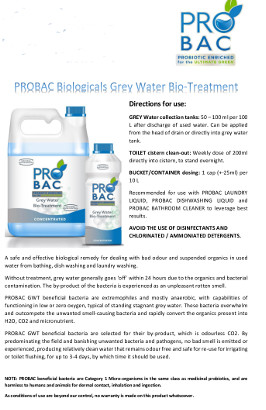 PRO
BAC
PROBIOTIC ENRICHED
for the ULTIMATE GREEN
PROBAC Biologicals Grey Water Bio-Treatment
Directions for use:
GREY Water collection tanks: 50 – 100 ml per 100
L after discharge of used water. Can be applied
from the head of drain or directly into grey water
tank.
TOILET cistern clean-out: Weekly dose of 200ml
directly into cistern, to stand overnight.
BUCKET/CONTAINER dosing: 1 cap (+-25ml) per
10 L
Recommended for use with PROBAC LAUNDRY
LIQUID, PROBAC DISHWASHING LIQUID and
PROBAC BATHROOM CLEANER to leverage best
results.
AVOID THE USE OF DISINFECTANTS AND
CHLORINATED / AMMONIATED DETERGENTS.
PRO
BAC
Grey Water
Bio-Treatment
CONCENTRATED
PRO
BAC
Grey Water
Bio-Treatment
A safe and effective biological remedy for dealing with bad odour and suspended organics in used
water from bathing, dish washing and laundry washing.
Without treatment, grey water generally goes 'off' within 24 hours due to the organics and bacterial
contamination. The by-product of the bacteria is experienced as an unpleasant rotten smell.
PROBAC GWT beneficial bacteria are extremophiles and mostly anaerobic, with capabilities of
functioning in low or zero oxygen, typical of standing stagnant grey water. These bacteria overwhelm
and outcompete the unwanted smell-causing bacteria and rapidly convert the organics present into
H2O, CO2 and micronutrients.
PROBAC GWT beneficial bacteria are selected for their by-product, which is odourless CO2. By
predominating the field and banishing unwanted bacteria and pathogens, no bad smell is emitted or
experienced, producing relatively clean water that remains odour free and safe for re-use for irrigating
or toilet flushing, for up to 3-4 days, by which time it should be used.
NOTE: PROBAC beneficial bacteria are Category 1 Micro-organisms in the same class as medicinal probiotics, and are
harmless to humans and animals for dermal contact, inhalation and ingestion.
As conditions of use are beyond our control, no warranty is made on this product whatsoever.